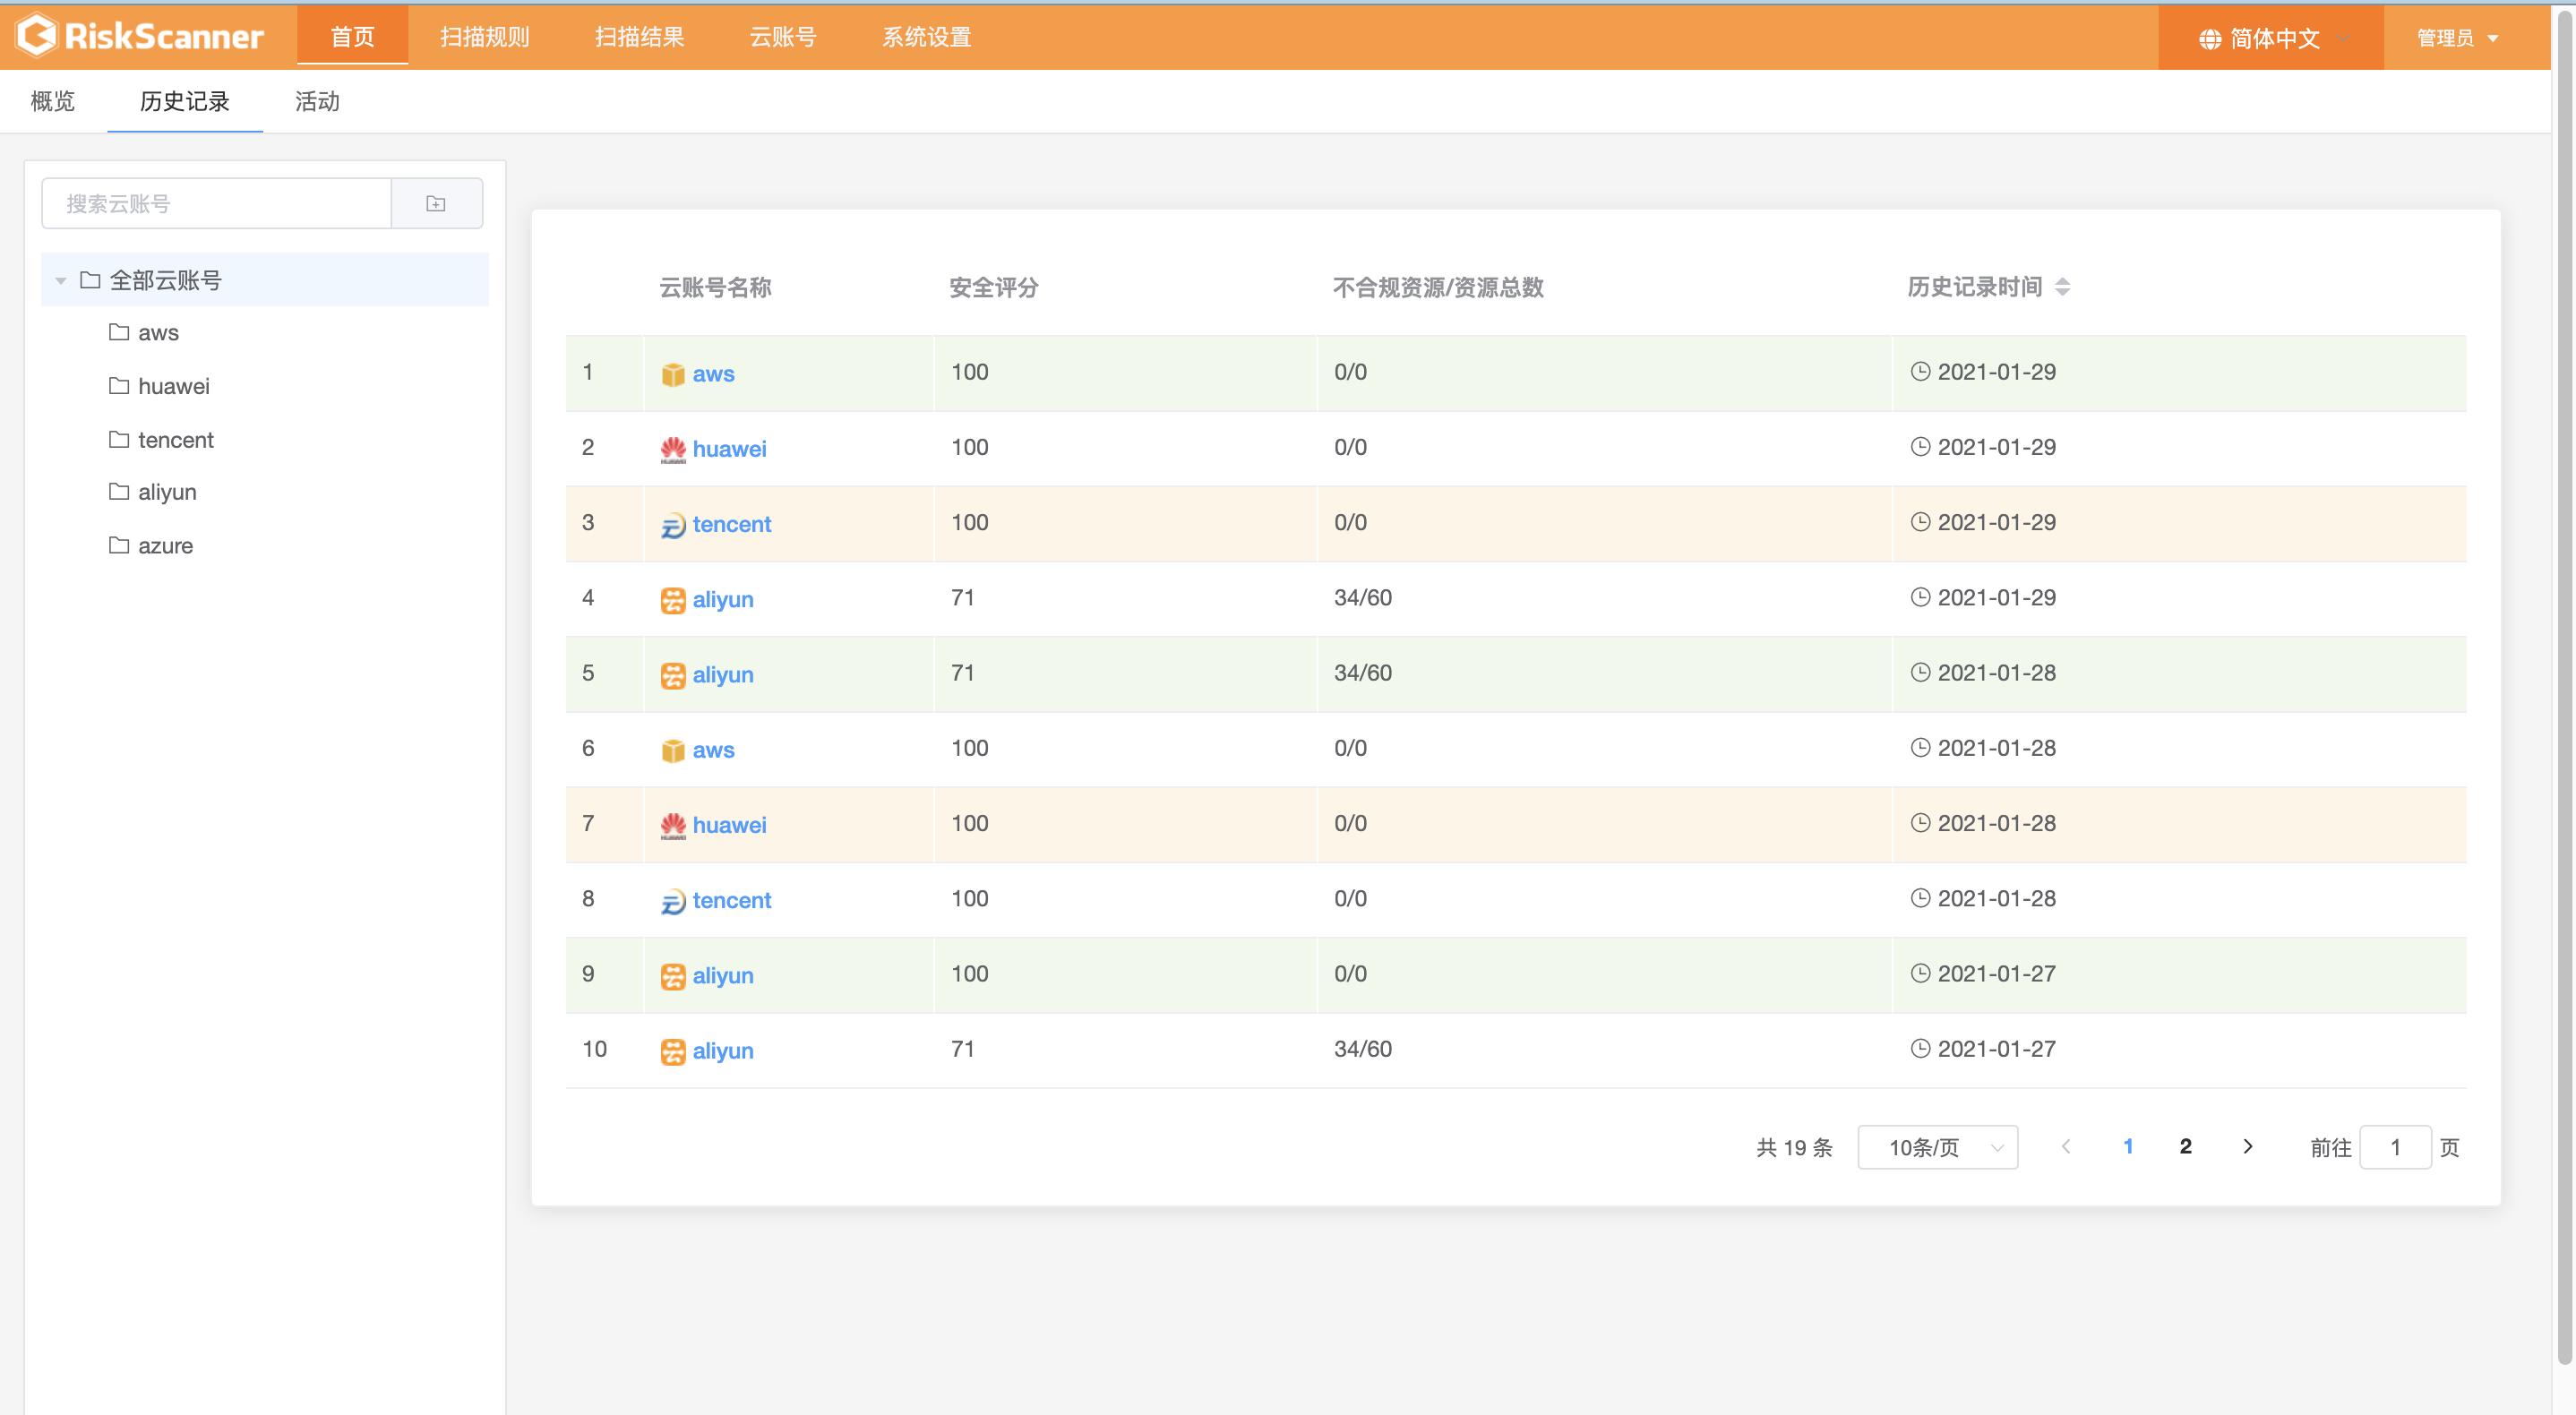 RiskScanner 首页 扫描规则 扫描结果 云账号 系统设置 简体中文 管理员
概览 历史记录 活动
搜索云账号
全部云账号
aws
huawei
tencent
aliyun
azure
云账号名称 安全评分 不合规资源/资源总数 历史记录时间
1 aws 100 0/0 2021-01-29
2 HUAWEI huawei 100 0/0 2021-01-29
3 tencent 100 0/0 2021-01-29
4 aliyun 71 34/60 2021-01-29
5 aliyun 71 34/60 2021-01-28
6 aws 100 0/0 2021-01-28
7 HUAWEI huawei 100 0/0 2021-01-28
8 tencent 100 0/0 2021-01-28
9 aliyun 100 0/0 2021-01-27
10 aliyun 71 34/60 2021-01-27
共 19 条 10条/页 1 2 前往 1 页